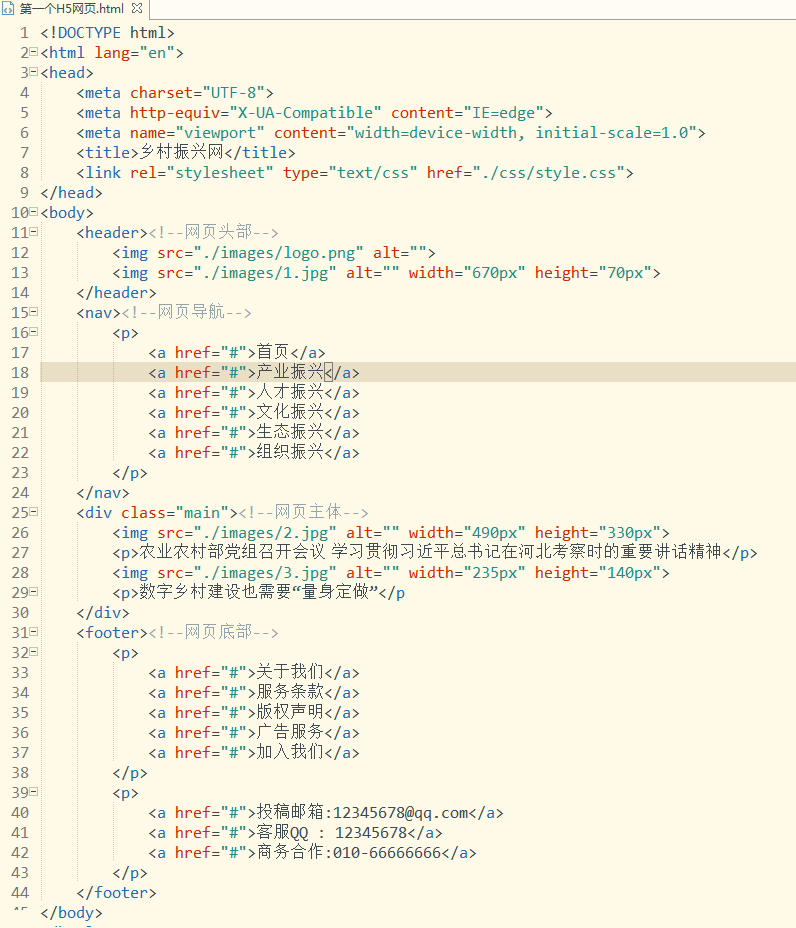 第一个H5网页.html
1 <!DOCTYPE html>
2 <html lang="en">
3 <head>
4     <meta charset="UTF-8">
5     <meta http-equiv="X-UA-Compatible" content="IE=edge">
6     <meta name="viewport" content="width=device-width, initial-scale=1.0">
7     <title>乡村振兴网</title>
8     <link rel="stylesheet" type="text/css" href="./css/style.css">
9 </head>
10 <body>
11     <header><!--网页头部-->
12         <img src="./images/logo.png" alt="">
13         <img src="./images/1.jpg" alt="" width="670px" height="70px">
14     </header>
15     <nav><!--网页导航-->
16         <p>
17             <a href="#">首页</a>
18             <a href="#">产业振兴</a>
19             <a href="#">人才振兴</a>
20             <a href="#">文化振兴</a>
21             <a href="#">生态振兴</a>
22             <a href="#">组织振兴</a>
23         </p>
24     </nav>
25     <div class="main"><!--网页主体-->
26         <img src="./images/2.jpg" alt="" width="490px" height="330px">
27         <p>农业农村部党组召开会议 学习贯彻习近平总书记在河北考察时的重要讲话精神</p>
28         <img src="./images/3.jpg" alt="" width="235px" height="140px">
29         <p>数字乡村建设也需要“量身定做”</p
30     </div>
31     <footer><!--网页底部-->
32         <p>
33             <a href="#">关于我们</a>
34             <a href="#">服务条款</a>
35             <a href="#">版权声明</a>
36             <a href="#">广告服务</a>
37             <a href="#">加入我们</a>
38         </p>
39         <p>
40             <a href="#">投稿邮箱:12345678@qq.com</a>
41             <a href="#">客服QQ : 12345678</a>
42             <a href="#">商务合作:010-66666666</a>
43         </p>
44     </footer>
45 </body>